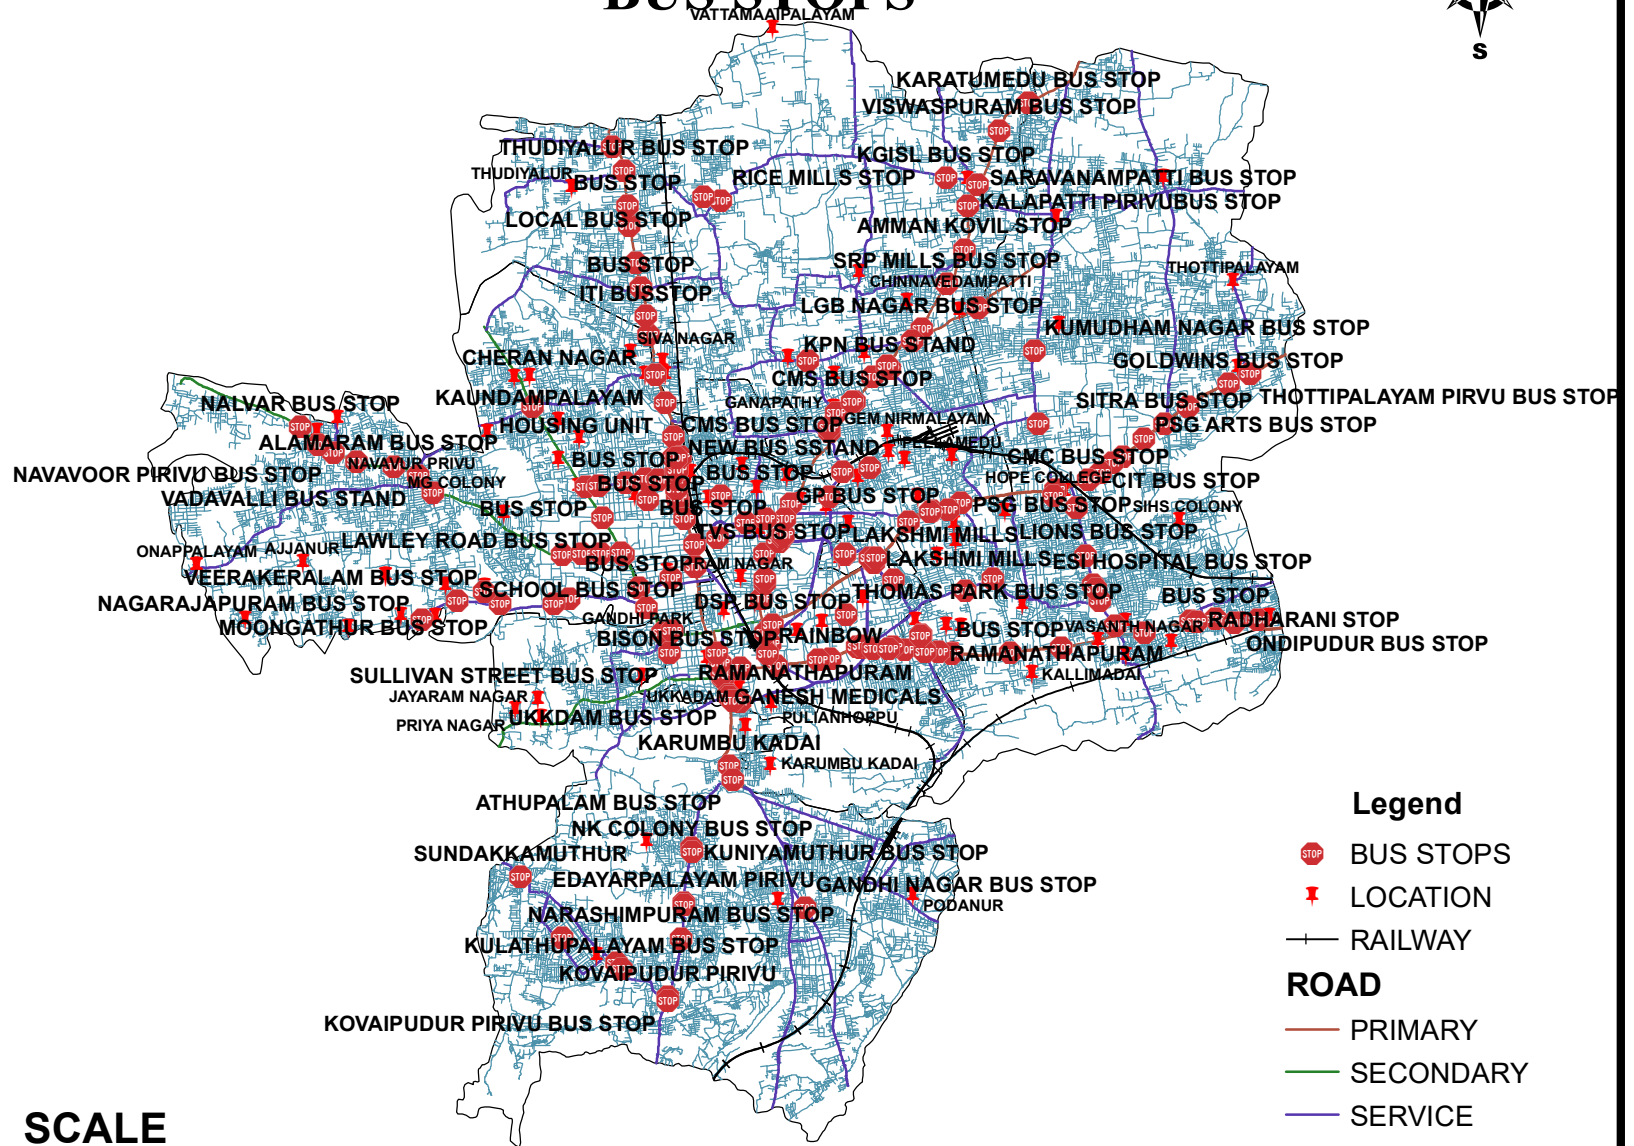 BUS STOPS
VATTAMAAIPALAYAM
S
KARATUMEDU BUS STOP
VISWASPURAM BUS STOP
THUDIYALUR BUS STOP
KGISL BUS STOP
THUDIYALUR
BUS STOP
RICE MILLS STOP
SARAVANAMPATTI BUS STOP
KALAPATTI PIRIVUBUS STOP
LOCAL BUS STOP
AMMAN KOVIL STOP
BUS STOP
SRP MILLS BUS STOP
THOTTIPALAYAM
CHINNAVEDAMPATTI
ITI BUSSTOP
LGB NAGAR BUS STOP
KUMUDHAM NAGAR BUS STOP
SIVA NAGAR
KPN BUS STAND
CHERAN NAGAR
GOLDWINS BUS STOP
CMS BUS STOP
KAUNDAMPALAYAM
GANAPATHY
SITRA BUS STOP
THOTTIPALAYAM PIRVU BUS STOP
NALVAR BUS STOP
HOUSING UNIT
CMS BUS STOP
GEM NIRMALAYAM
PSG ARTS BUS STOP
ALAMARAM BUS STOP
NEW BUS SSTAND
PEELAMEDU
CMC BUS STOP
NAVAVUR PRIVU
BUS STOP
BUS STOP
NAVAVOOR PIRIVU BUS STOP
MG COLONY
BUS STOP
HOPE COLLEGE
CIT BUS STOP
VADAVALLI BUS STAND
GP BUS STOP
BUS STOP
BUS STOP
PSG BUS STOP
SIHS COLONY
LAWLEY ROAD BUS STOP
TVS BUS STOP
LAKSHMI MILLS
LIONS BUS STOP
ONAPPALAYAM
AJJANUR
BUS STOP
RAM NAGAR
LAKSHMI MILLS
ESI HOSPITAL BUS STOP
VEERAKERALAM BUS STOP
SCHOOL BUS STOP
THOMAS PARK BUS STOP
BUS STOP
NAGARAJAPURAM BUS STOP
DSP BUS STOP
GANDHI PARK
RADHARANI STOP
MOONGATHUR BUS STOP
BISON BUS STOP
RAINBOW
BUS STOP
VASANTH NAGAR
ONDIPUDUR BUS STOP
RAMANATHAPURAM
SULLIVAN STREET BUS STOP
RAMANATHAPURAM
KALLIMADAI
JAYARAM NAGAR
UKKADAM
GANESH MEDICALS
PRIYA NAGAR
UKKDAM BUS STOP
PULIANHOPPU
KARUMBU KADAI
KARUMBU KADAI
ATHUPALAM BUS STOP
NK COLONY BUS STOP
SUNDAKKAMUTHUR
KUNIYAMUTHUR BUS STOP
EDAYARPALAYAM PIRIVU
GANDHI NAGAR BUS STOP
PODANUR
NARASHIMPURAM BUS STOP
KULATHUPALAYAM BUS STOP
KOVAIPUDUR PIRIVU
KOVAIPUDUR PIRIVU BUS STOP
Legend
STOP BUS STOPS
LOCATION
RAILWAY
ROAD
PRIMARY
SECONDARY
SERVICE
SCALE